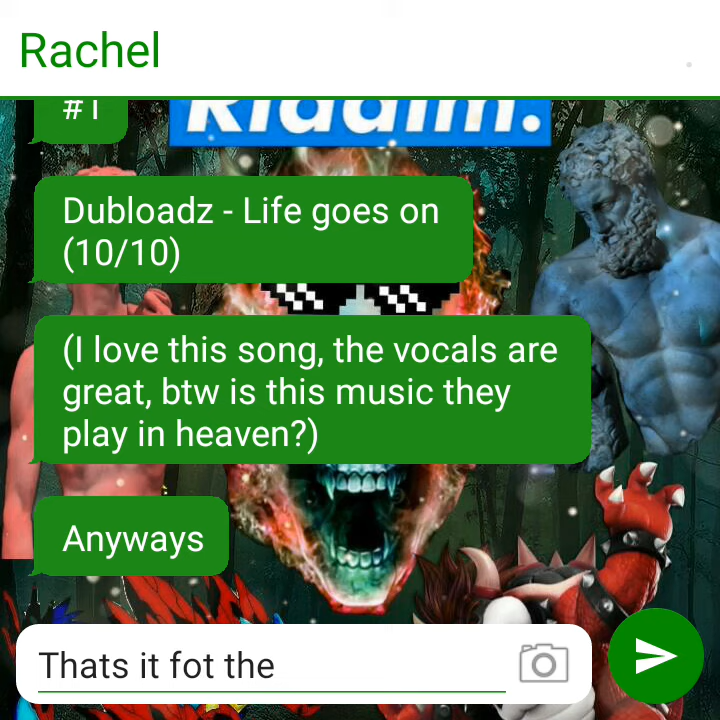 Rachel
#1
Riddim.
Dubloadz - Life goes on
(10/10)
(I love this song, the vocals are
great, btw is this music they
play in heaven?)
Anyways
Thats it fot the